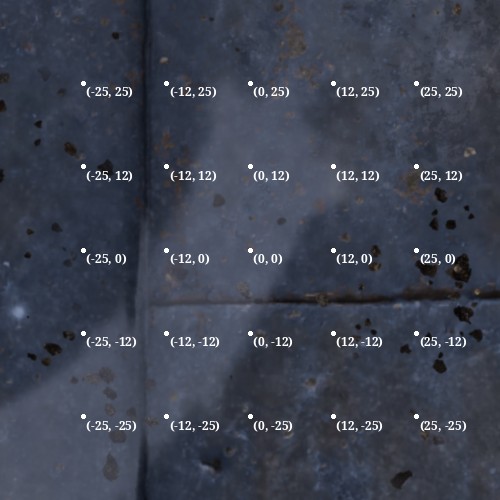 (-25, 25) (-12, 25) (0, 25) (12, 25) (25, 25)
(-25, 12) (-12, 12) (0, 12) (12, 12) (25, 12)
(-25, 0) (-12, 0) (0, 0) (12, 0) (25, 0)
(-25, -12) (-12, -12) (0, -12) (12, -12) (25, -12)
(-25, -25) (-12, -25) (0, -25) (12, -25) (25, -25)